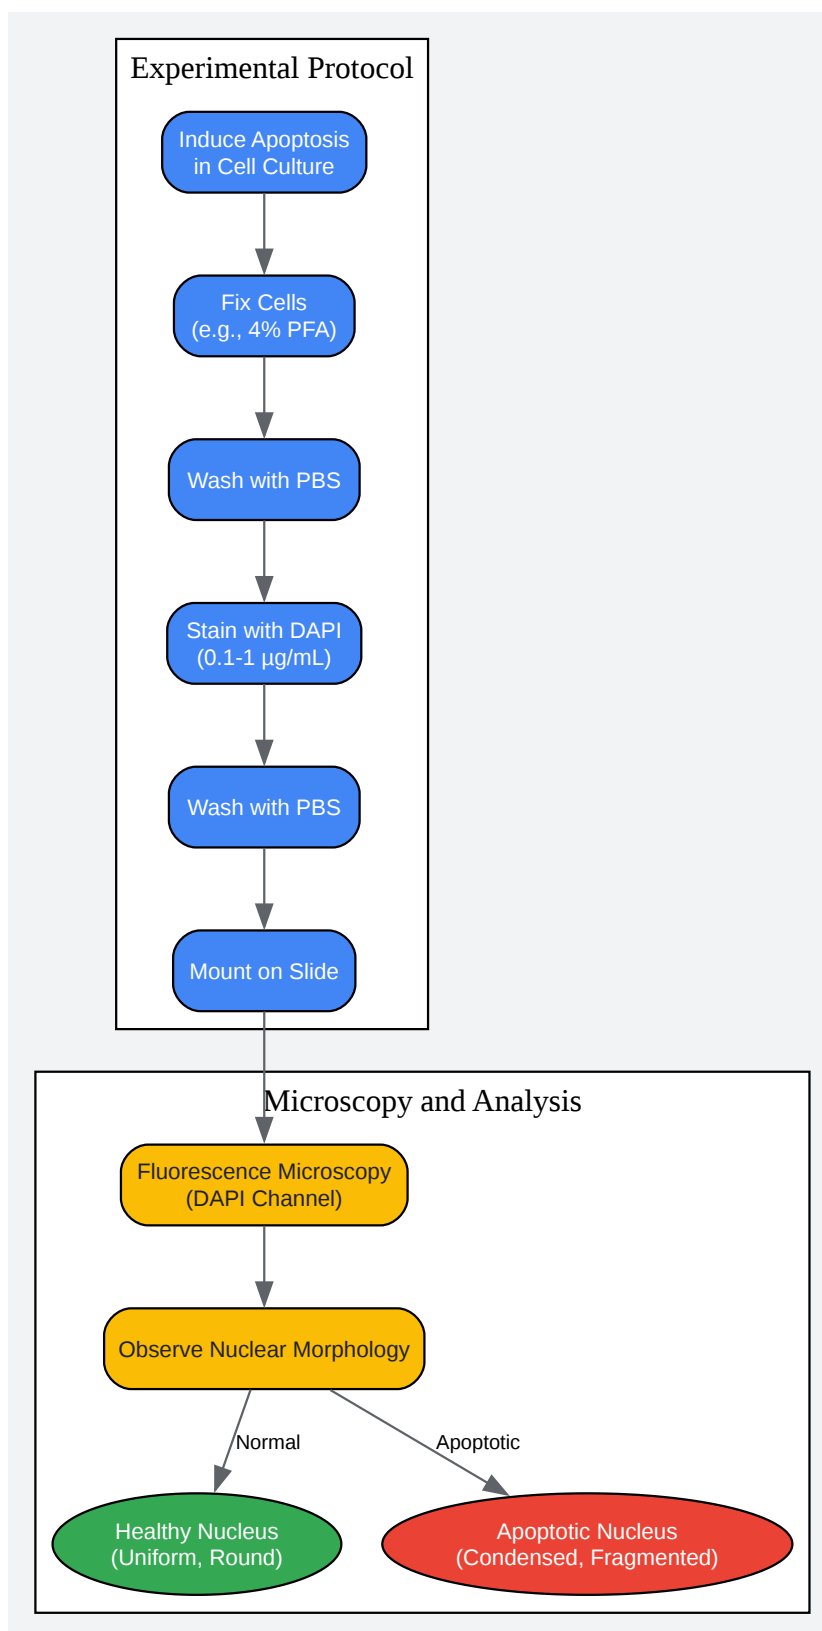 Experimental Protocol
Induce Apoptosis
in Cell Culture
Fix Cells
(e.g., 4% PFA)
Wash with PBS
Stain with DAPI
(0.1-1 µg/mL)
Wash with PBS
Mount on Slide
Microscopy and Analysis
Fluorescence Microscopy
(DAPI Channel)
Observe Nuclear Morphology
Normal
Apoptotic
Healthy Nucleus
(Uniform, Round)
Apoptotic Nucleus
(Condensed, Fragmented)